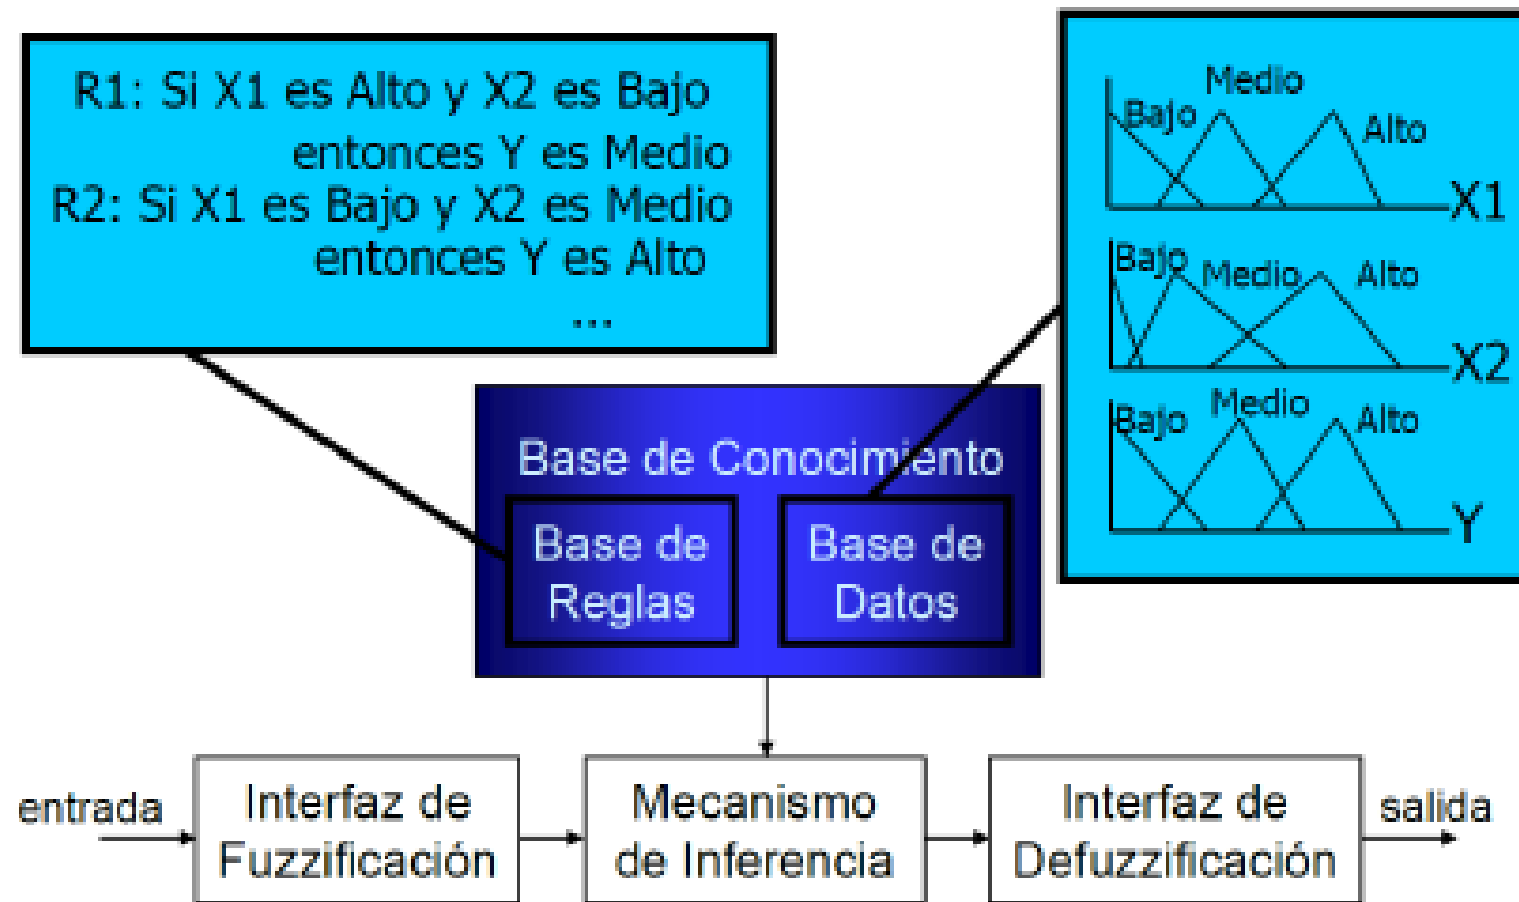 R1: Si X1 es Alto y X2 es Bajo
entonces Y es Medio
R2: Si X1 es Bajo y X2 es Medio
entonces Y es Alto
...
Medio
Bajo
Alto
X1
Bajo
Medio
Alto
X2
Medio
Bajo
Alto
Y
Base de Conocimiento
Base de
Reglas
Base de
Datos
entrada
Interfaz de
Fuzzificación
Mecanismo
de Inferencia
Interfaz de
Defuzzificación
salida